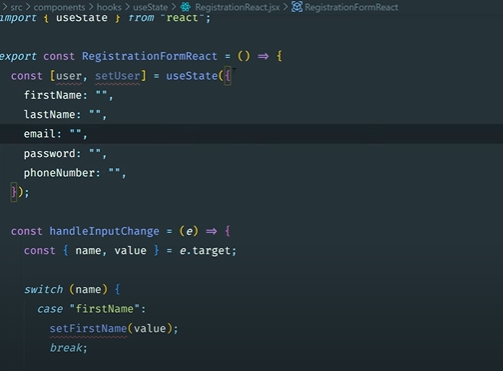 > src > components > hooks > useState > RegistrationReact.jsx > RegistrationFormReact
import { useState } from "react";
export const RegistrationFormReact = () => {
const [user, setUser] = useState({
firstName: "",
lastName: "",
email: "",
password: "",
phoneNumber: "",
});
const handleInputChange = (e) => {
const { name, value } = e.target;
switch (name) {
case "firstName":
setFirstName(value);
break;